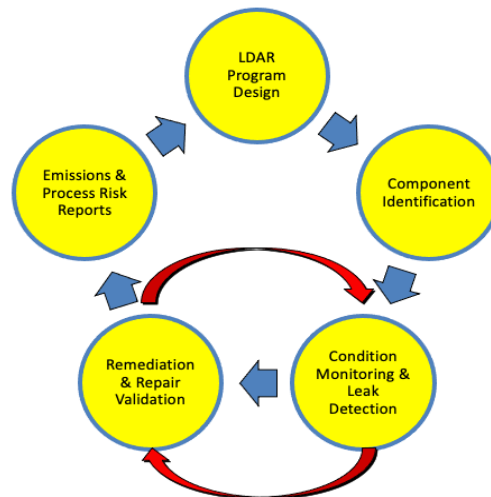 LDAR
Program
Design
Component
Identification
Condition
Monitoring &
Leak
Detection
Remediation
& Repair
Validation
Emissions &
Process Risk
Reports